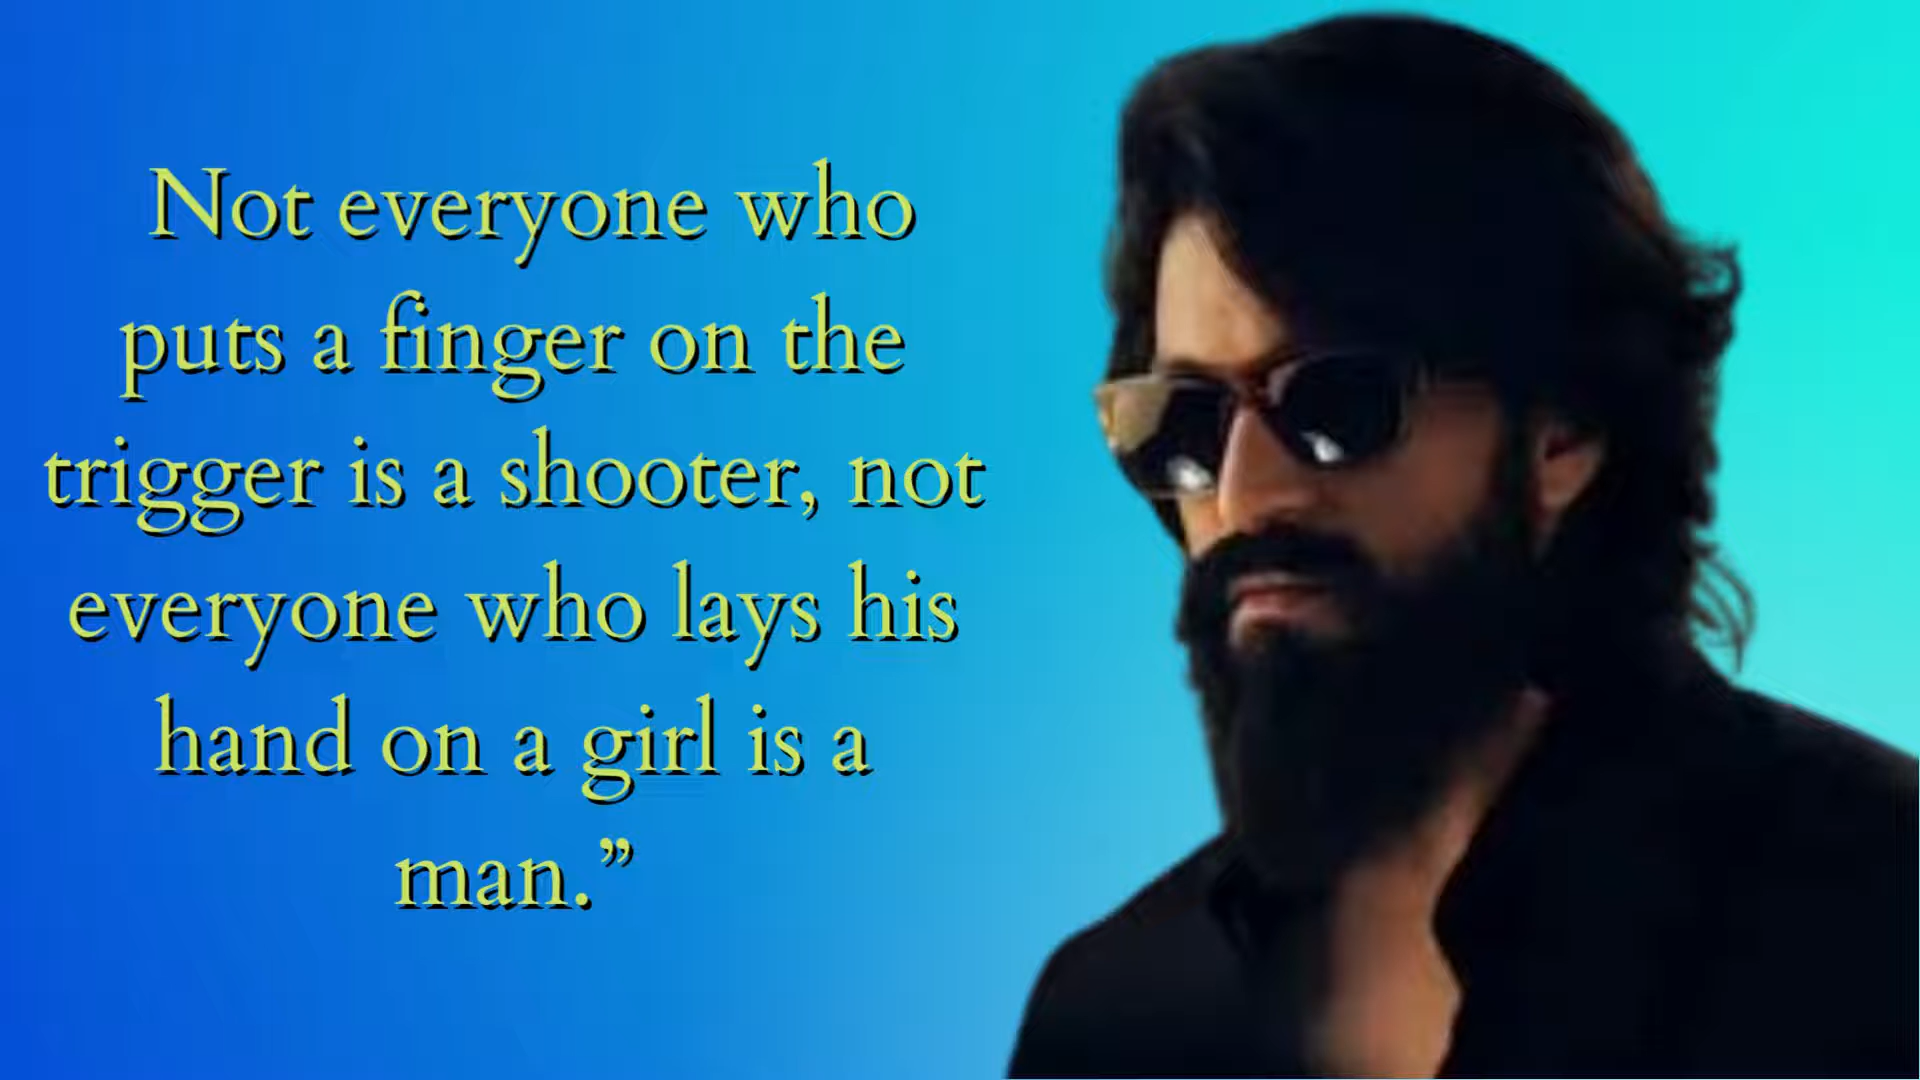 Not everyone who
puts a finger on the
trigger is a shooter, not
everyone who lays his
hand on a girl is a
man.”